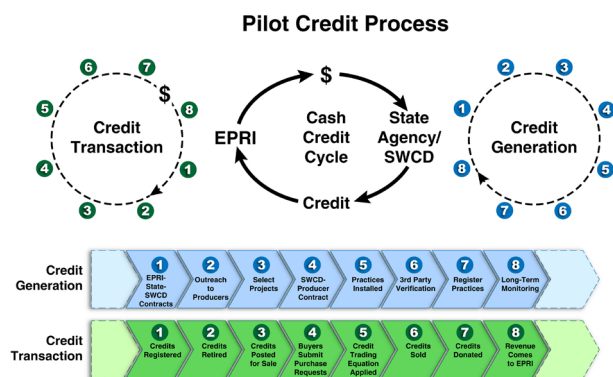 Pilot Credit Process
6 7
5 $
8
Credit
Transaction
4 1
3 2
$
EPRI
Cash
Credit
Cycle
State
Agency/
SWCD
Credit
2 3
1 4
Credit
Generation
8 5
7 6
Credit
Generation
1
EPRI-
State-
SWCD
Contracts
2
Outreach
to
Producers
3
Select
Projects
4
SWCD-
Producer
Contract
5
Practices
Installed
6
3rd Party
Verification
7
Register
Practices
8
Long-Term
Monitoring
Credit
Transaction
1
Credits
Registered
2
Credits
Retired
3
Credits
Posted
for Sale
4
Buyers
Submit
Purchase
Requests
5
Credit
Trading
Equation
Applied
6
Credits
Sold
7
Credits
Donated
8
Revenue
Comes
to EPRI